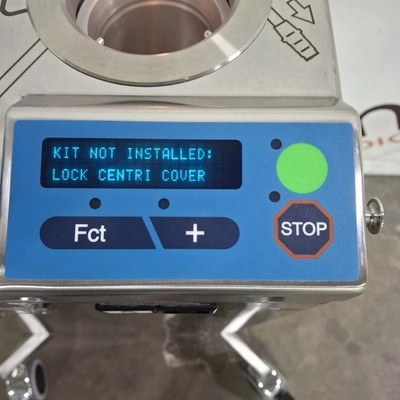 KIT NOT INSTALLED:
LOCK CENTRI COVER
Fct
+
STOP